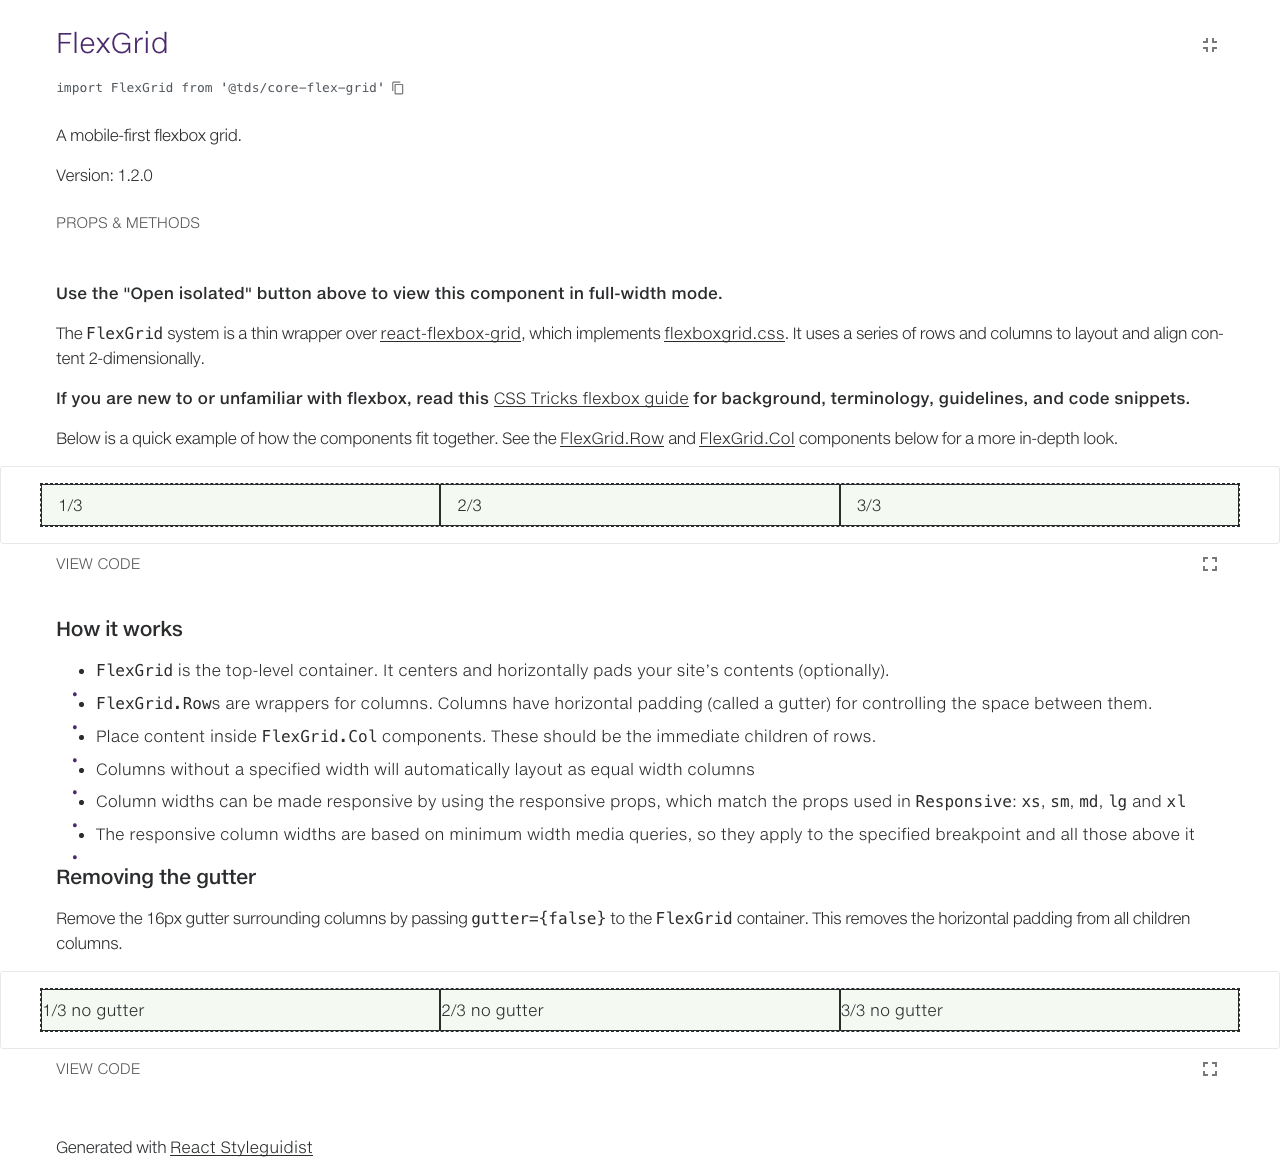 FlexGrid
import FlexGrid from '@tds/core-flex-grid'
A mobile-first flexbox grid.
Version: 1.2.0
PROPS & METHODS
Use the "Open isolated" button above to view this component in full-width mode.
The FlexGrid system is a thin wrapper over react-flexbox-grid, which implements flexboxgrid.css. It uses a series of rows and columns to layout and align con-
tent 2-dimensionally.
If you are new to or unfamiliar with flexbox, read this CSS Tricks flexbox guide for background, terminology, guidelines, and code snippets.
Below is a quick example of how the components fit together. See the FlexGrid.Row and FlexGrid.Col components below for a more in-depth look.
1/3 2/3 3/3
VIEW CODE
How it works
• FlexGrid is the top-level container. It centers and horizontally pads your site's contents (optionally).
• FlexGrid.Rows are wrappers for columns. Columns have horizontal padding (called a gutter) for controlling the space between them.
• Place content inside FlexGrid.Col components. These should be the immediate children of rows.
• Columns without a specified width will automatically layout as equal width columns
• Column widths can be made responsive by using the responsive props, which match the props used in Responsive: xs, sm, md, lg and xl
• The responsive column widths are based on minimum width media queries, so they apply to the specified breakpoint and all those above it
Removing the gutter
Remove the 16px gutter surrounding columns by passing gutter={false} to the FlexGrid container. This removes the horizontal padding from all children
columns.
1/3 no gutter 2/3 no gutter 3/3 no gutter
VIEW CODE
Generated with React Styleguidist